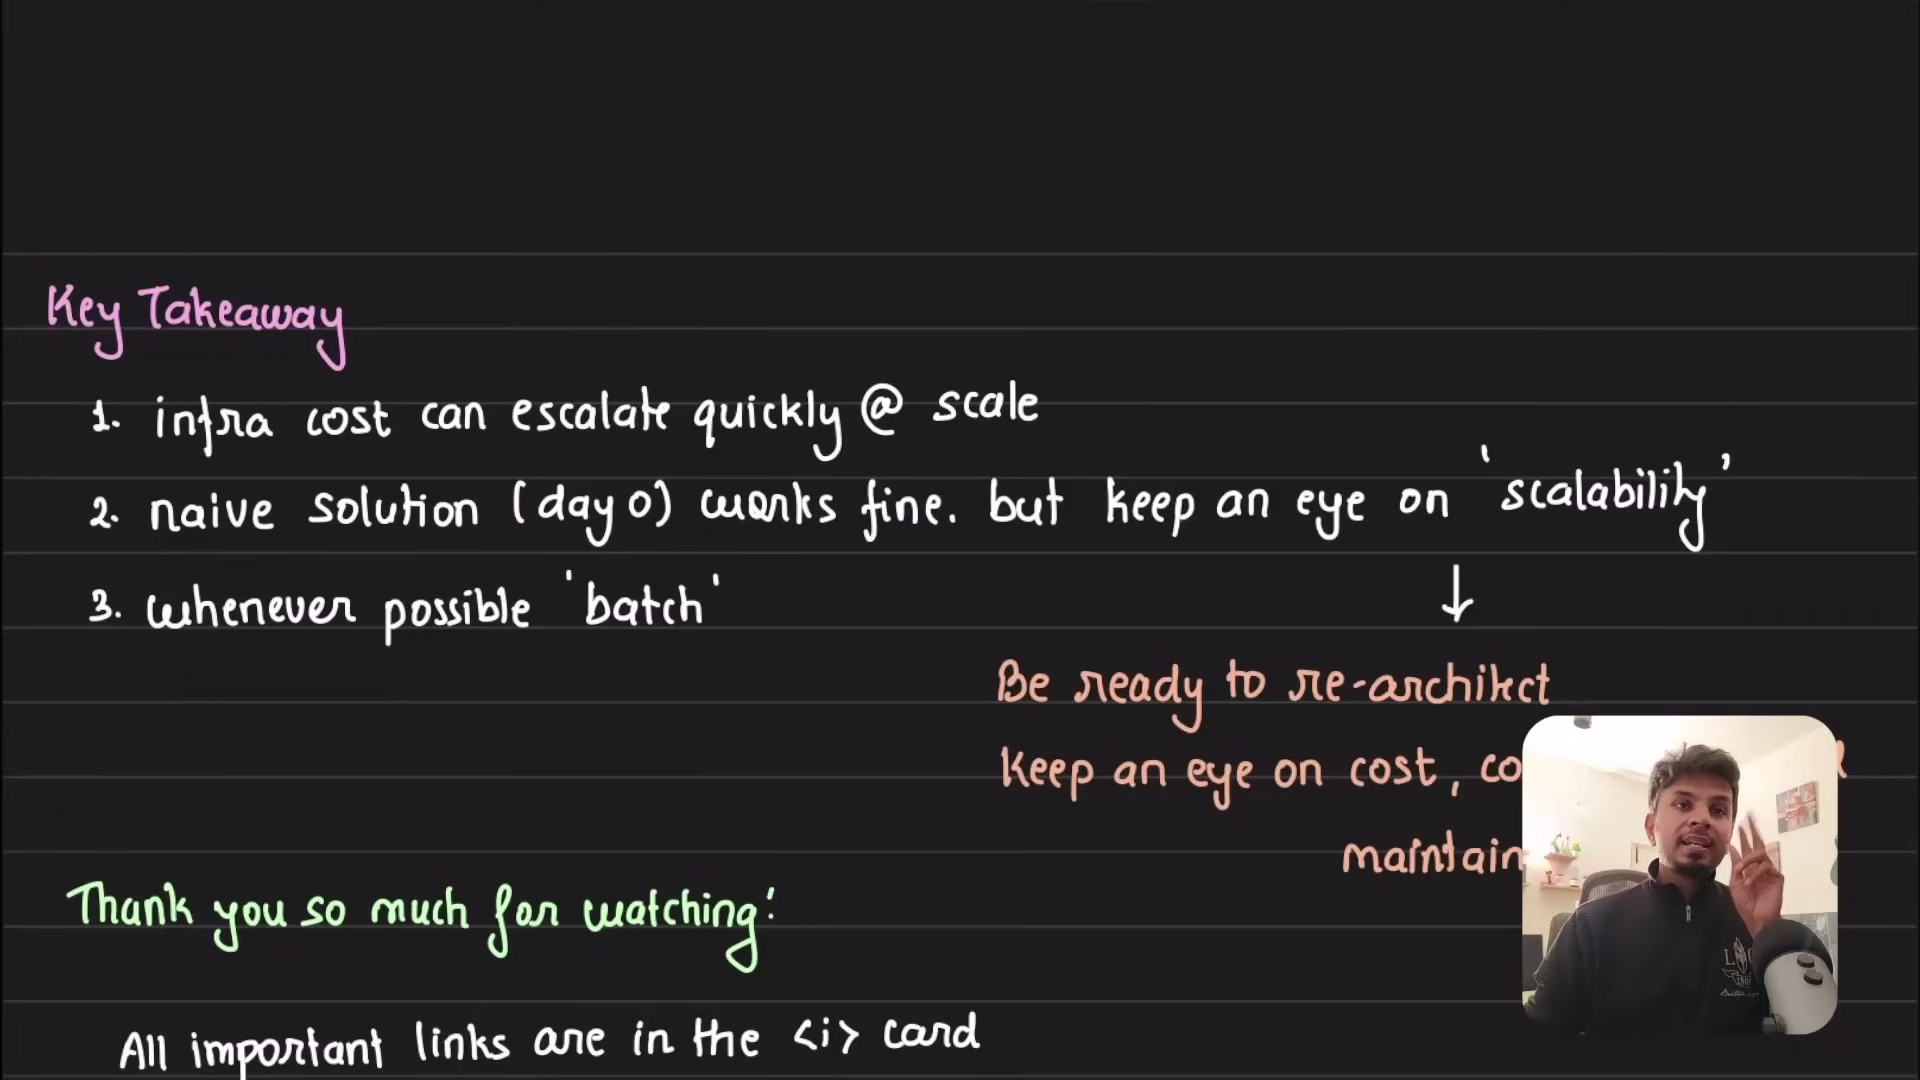 Key Takeaway
1. infra cost can escalate quickly @ scale
2. naive solution (day 0) works fine. but keep an eye on 'scalability'
3. whenever possible 'batch'
↓
Be ready to re-architect
Keep an eye on cost,
Thank you so much for watching!
All important links are in the <i> card